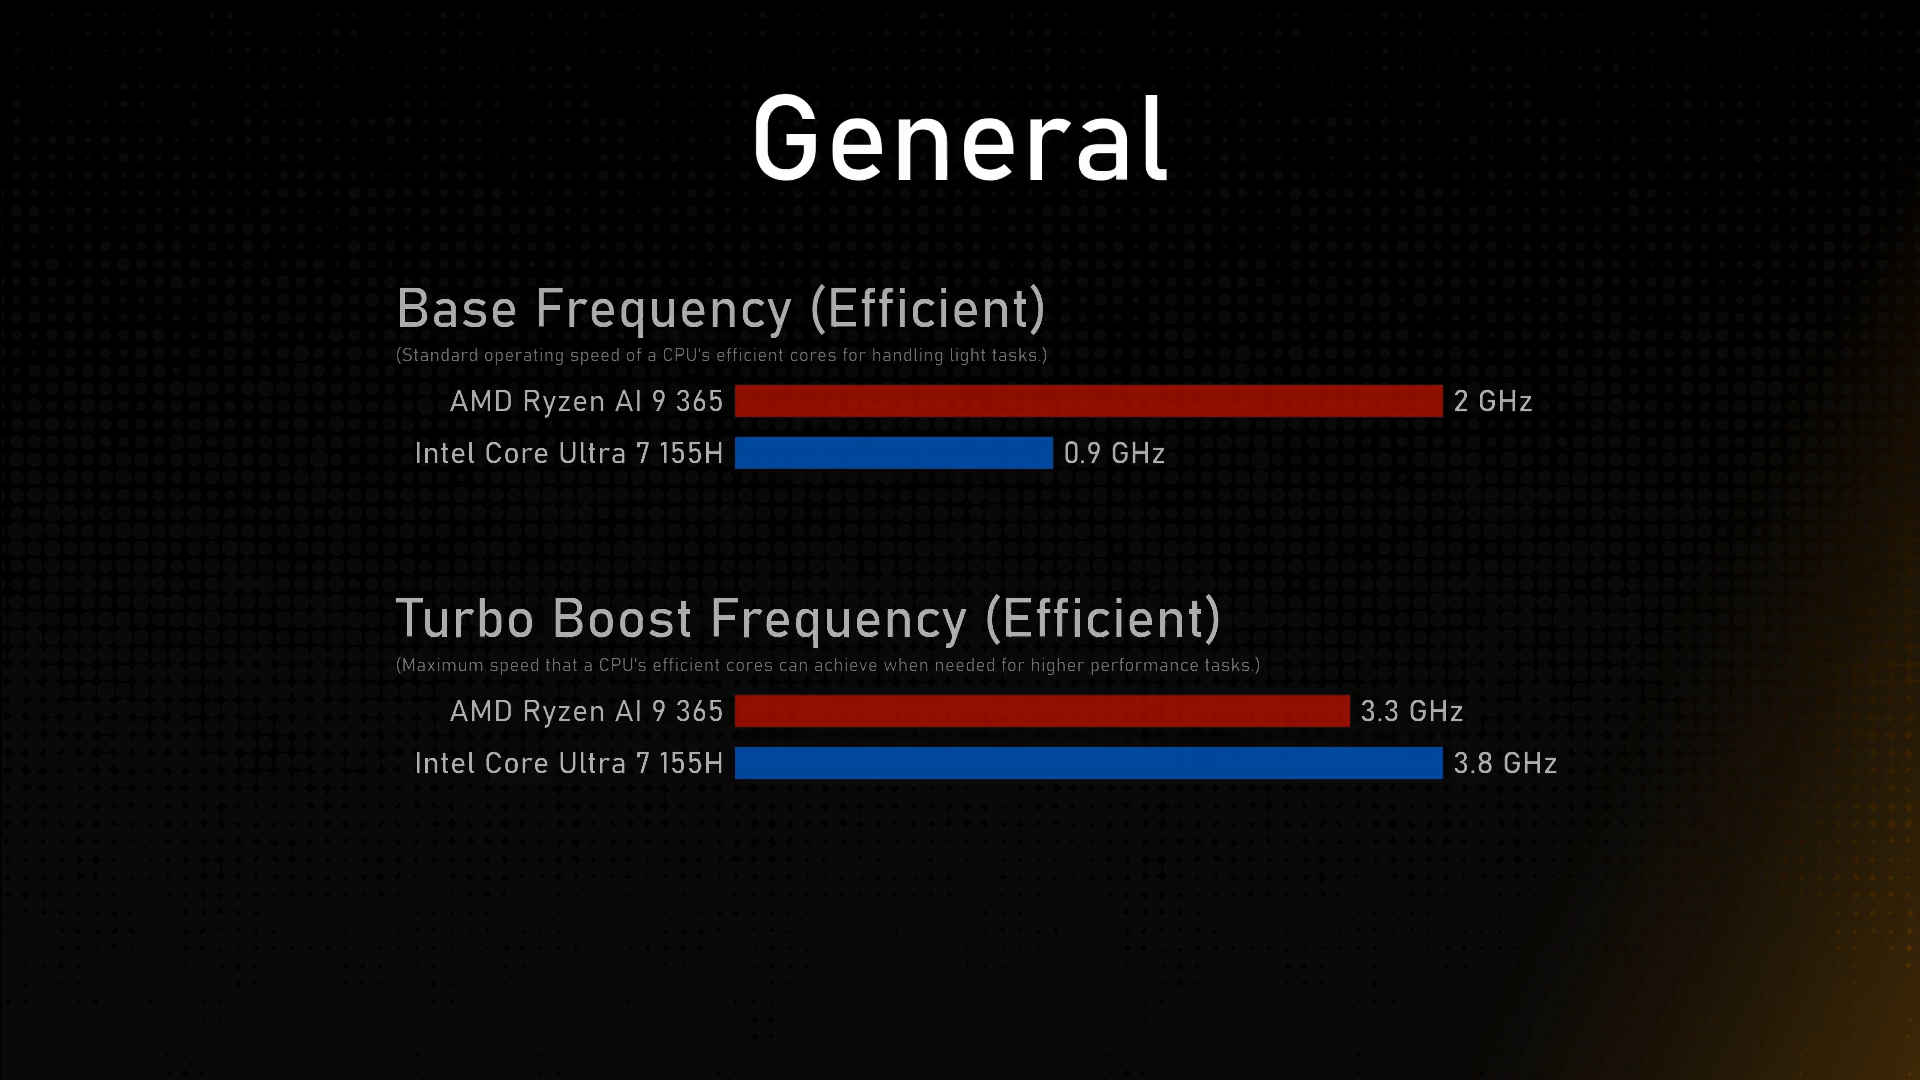 General
Base Frequency (Efficient)
(Standard operating speed of a CPU's efficient cores for handling light tasks.)
AMD Ryzen AI 9 365 2 GHz
Intel Core Ultra 7 155H 0.9 GHz
Turbo Boost Frequency (Efficient)
(Maximum speed that a CPU's efficient cores can achieve when needed for higher performance tasks.)
AMD Ryzen AI 9 365 3.3 GHz
Intel Core Ultra 7 155H 3.8 GHz